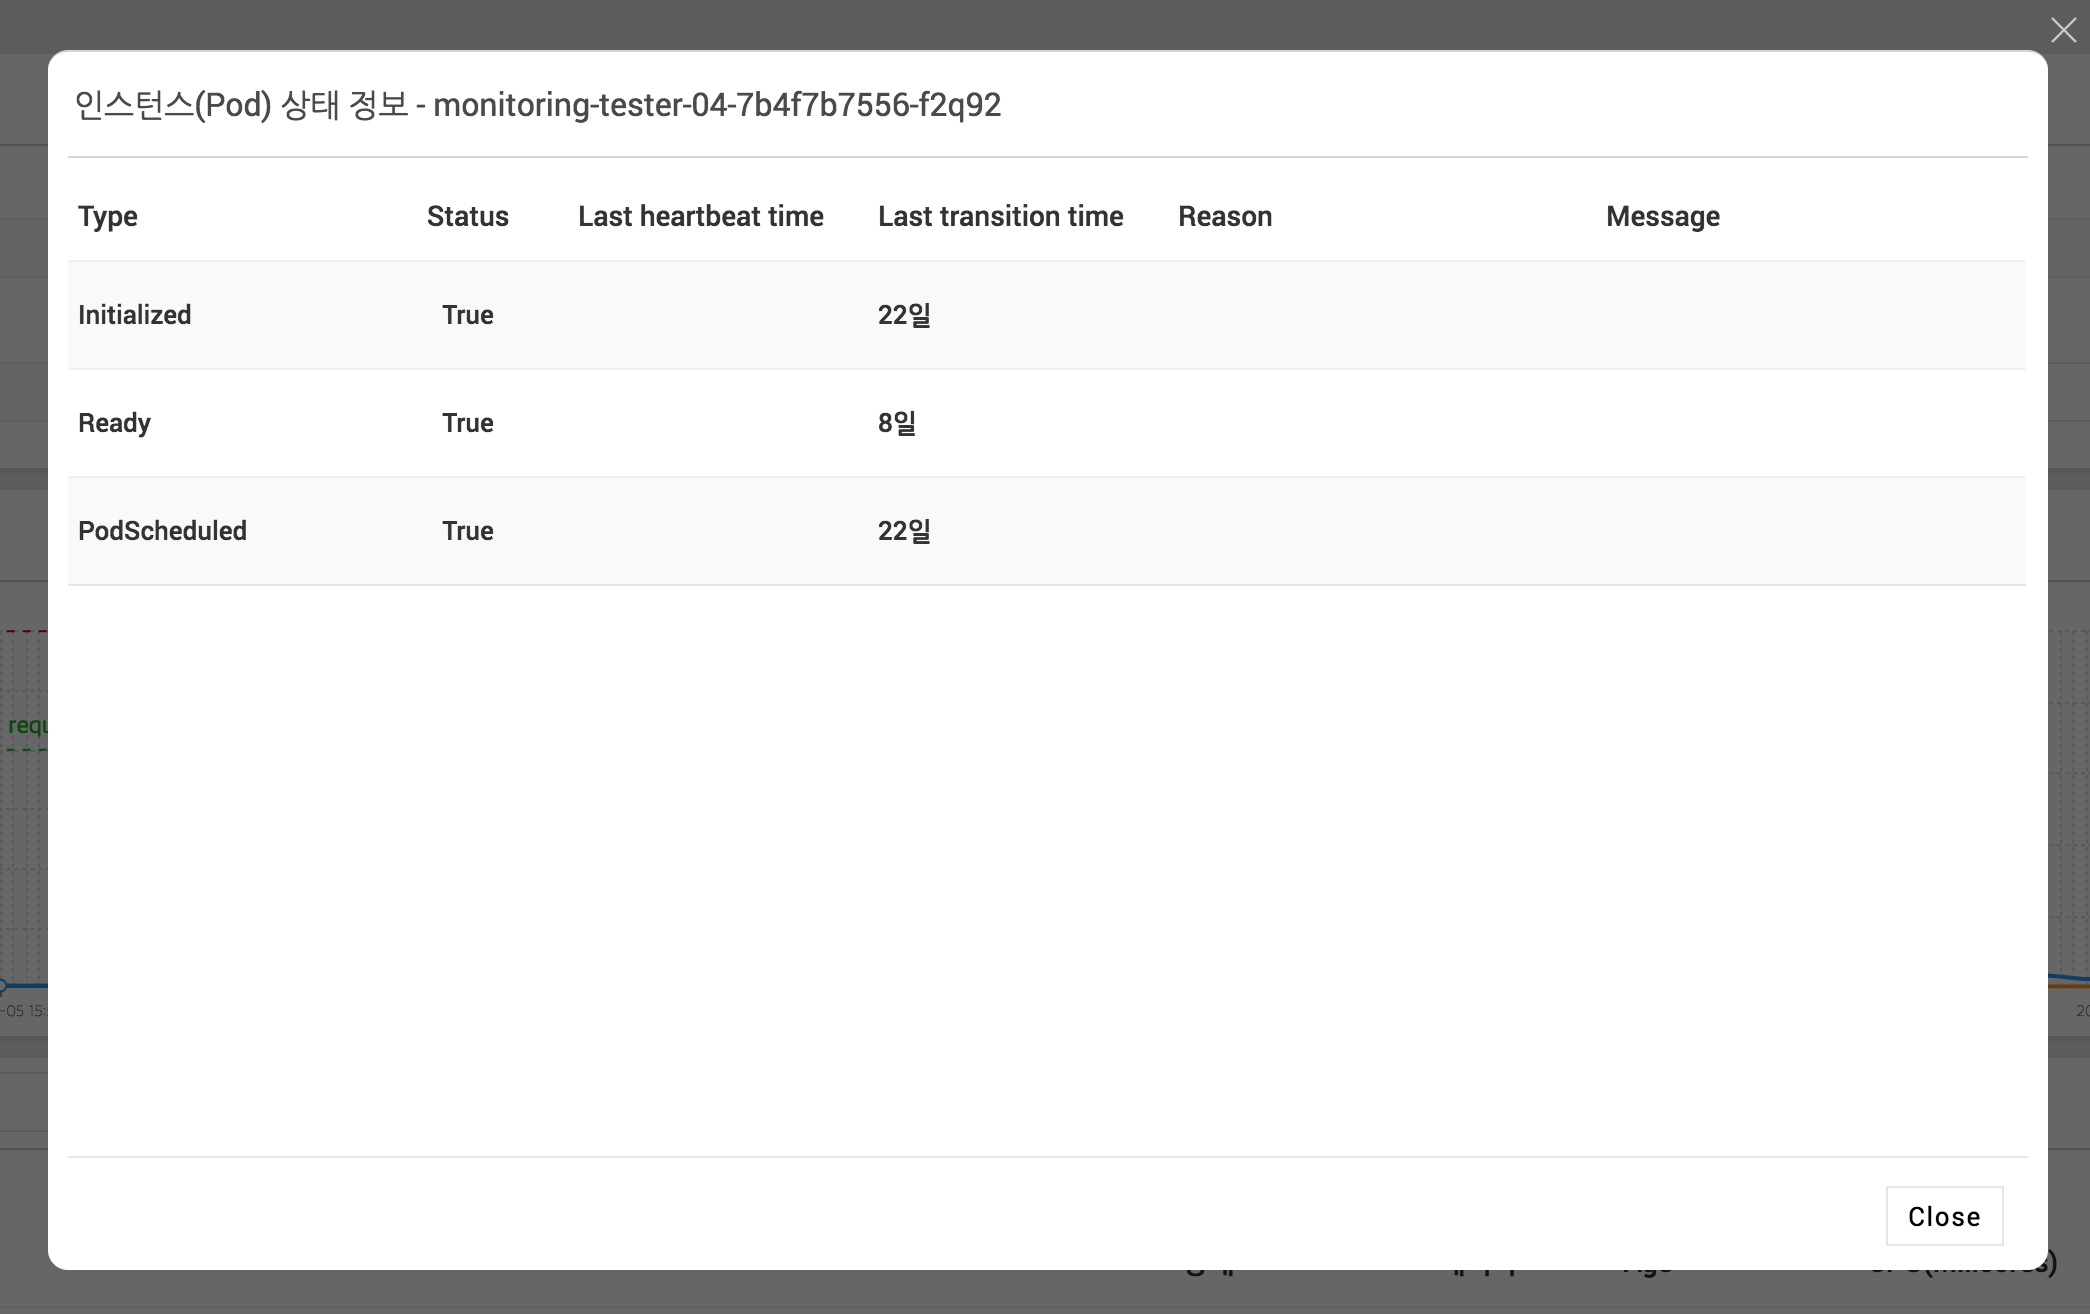 인스턴스(Pod) 상태 정보 - monitoring-tester-04-7b4f7b7556-f2q92
Type Status Last heartbeat time Last transition time Reason Message
Initialized True 22일
Ready True 8일
PodScheduled True 22일
-05 15:
Close